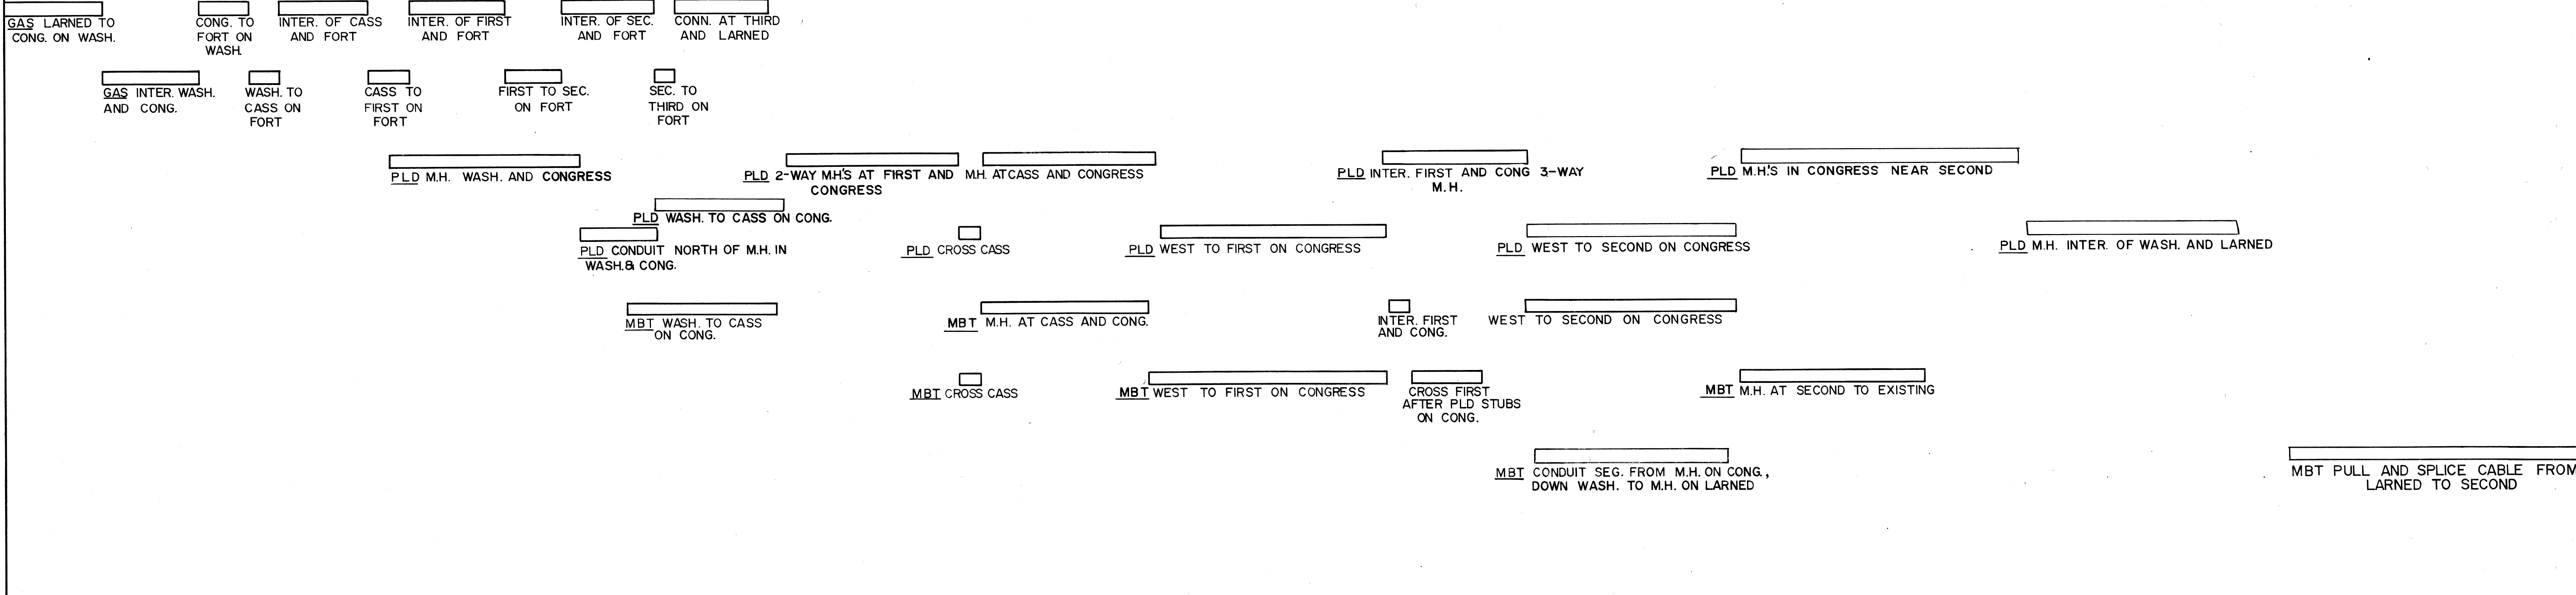 GAS LARNED TO
CONG. ON WASH.
CONG. TO
FORT ON
WASH.
INTER. OF CASS
AND FORT
INTER. OF FIRST
AND FORT
INTER. OF SEC.
AND FORT
CONN. AT THIRD
AND LARNED
GAS INTER. WASH.
AND CONG.
WASH. TO
CASS ON
FORT
CASS TO
FIRST ON
FORT
FIRST TO SEC.
ON FORT
SEC. TO
THIRD ON
FORT
PLD M.H. WASH. AND CONGRESS
PLD 2-WAY M.H'S AT FIRST AND
CONGRESS
M.H. AT CASS AND CONGRESS
PLD INTER. FIRST AND CONG 3-WAY
M.H.
PLD M.H.'S IN CONGRESS NEAR SECOND
PLD WASH. TO CASS ON CONG.
PLD CONDUIT NORTH OF M.H. IN
WASH.& CONG.
PLD CROSS CASS
PLD WEST TO FIRST ON CONGRESS
PLD WEST TO SECOND ON CONGRESS
PLD M.H. INTER. OF WASH. AND LARNED
MBT WASH. TO CASS
ON CONG.
MBT M.H. AT CASS AND CONG.
INTER. FIRST
AND CONG.
WEST TO SECOND ON CONGRESS
MBT CROSS CASS
MBT WEST TO FIRST ON CONGRESS
CROSS FIRST
AFTER PLD STUBS
ON CONG.
MBT M.H. AT SECOND TO EXISTING
MBT CONDUIT SEG. FROM M.H. ON CONG.,
DOWN WASH. TO M.H. ON LARNED
MBT PULL AND SPLICE CABLE FROM
LARNED TO SECOND